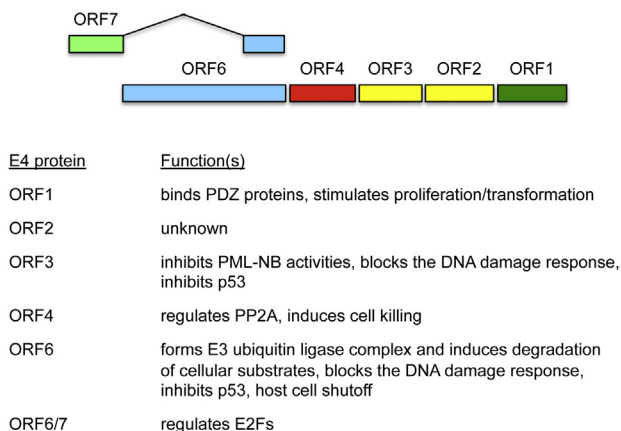 ORF7
ORF6 ORF4 ORF3 ORF2 ORF1
E4 protein Function(s)
ORF1 binds PDZ proteins, stimulates proliferation/transformation
ORF2 unknown
ORF3 inhibits PML-NB activities, blocks the DNA damage response,
inhibits p53
ORF4 regulates PP2A, induces cell killing
ORF6 forms E3 ubiquitin ligase complex and induces degradation
of cellular substrates, blocks the DNA damage response,
inhibits p53, host cell shutoff
ORF6/7 regulates E2Fs